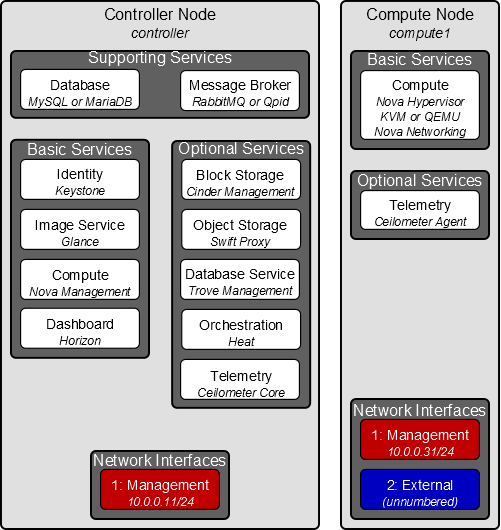 Controller Node
controller
Supporting Services
Database
MySQL or MariaDB
Message Broker
RabbitMQ or Qpid
Basic Services
Identity
Keystone
Image Service
Glance
Compute
Nova Management
Dashboard
Horizon
Optional Services
Block Storage
Cinder Management
Object Storage
Swift Proxy
Database Service
Trove Management
Orchestration
Heat
Telemetry
Ceilometer Core
Network Interfaces
1: Management
10.0.0.11/24
Compute Node
compute1
Basic Services
Compute
Nova Hypervisor
KVM or QEMU
Nova Networking
Optional Services
Telemetry
Ceilometer Agent
Network Interfaces
1: Management
10.0.0.31/24
2: External
(unnumbered)